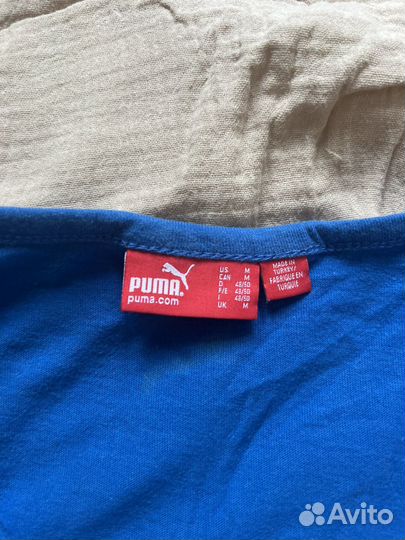 PUMA®
puma.com
US M
CAN M
D 48/50
F/E 48/50
I 48/50
UK M
MADE IN
TURKEY/
FABRIQUE EN
TURQUIE
Avito